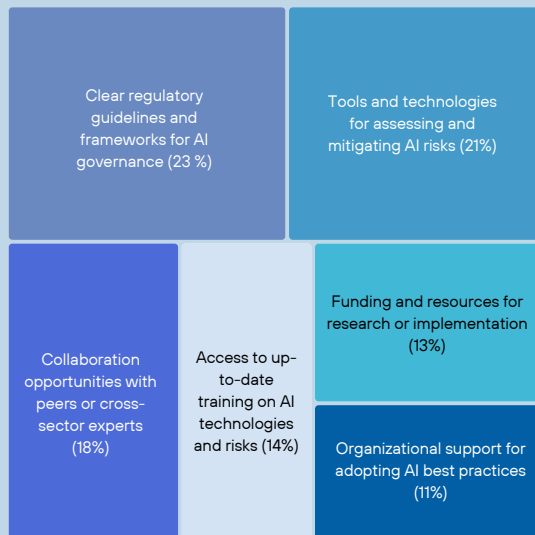 Clear regulatory
guidelines and
frameworks for AI
governance (23 %)
Tools and technologies
for assessing and
mitigating AI risks (21%)
Collaboration
opportunities with
peers or cross-
sector experts
(18%)
Access to up-
to-date
training on AI
technologies
and risks (14%)
Funding and resources for
research or implementation
(13%)
Organizational support for
adopting AI best practices
(11%)